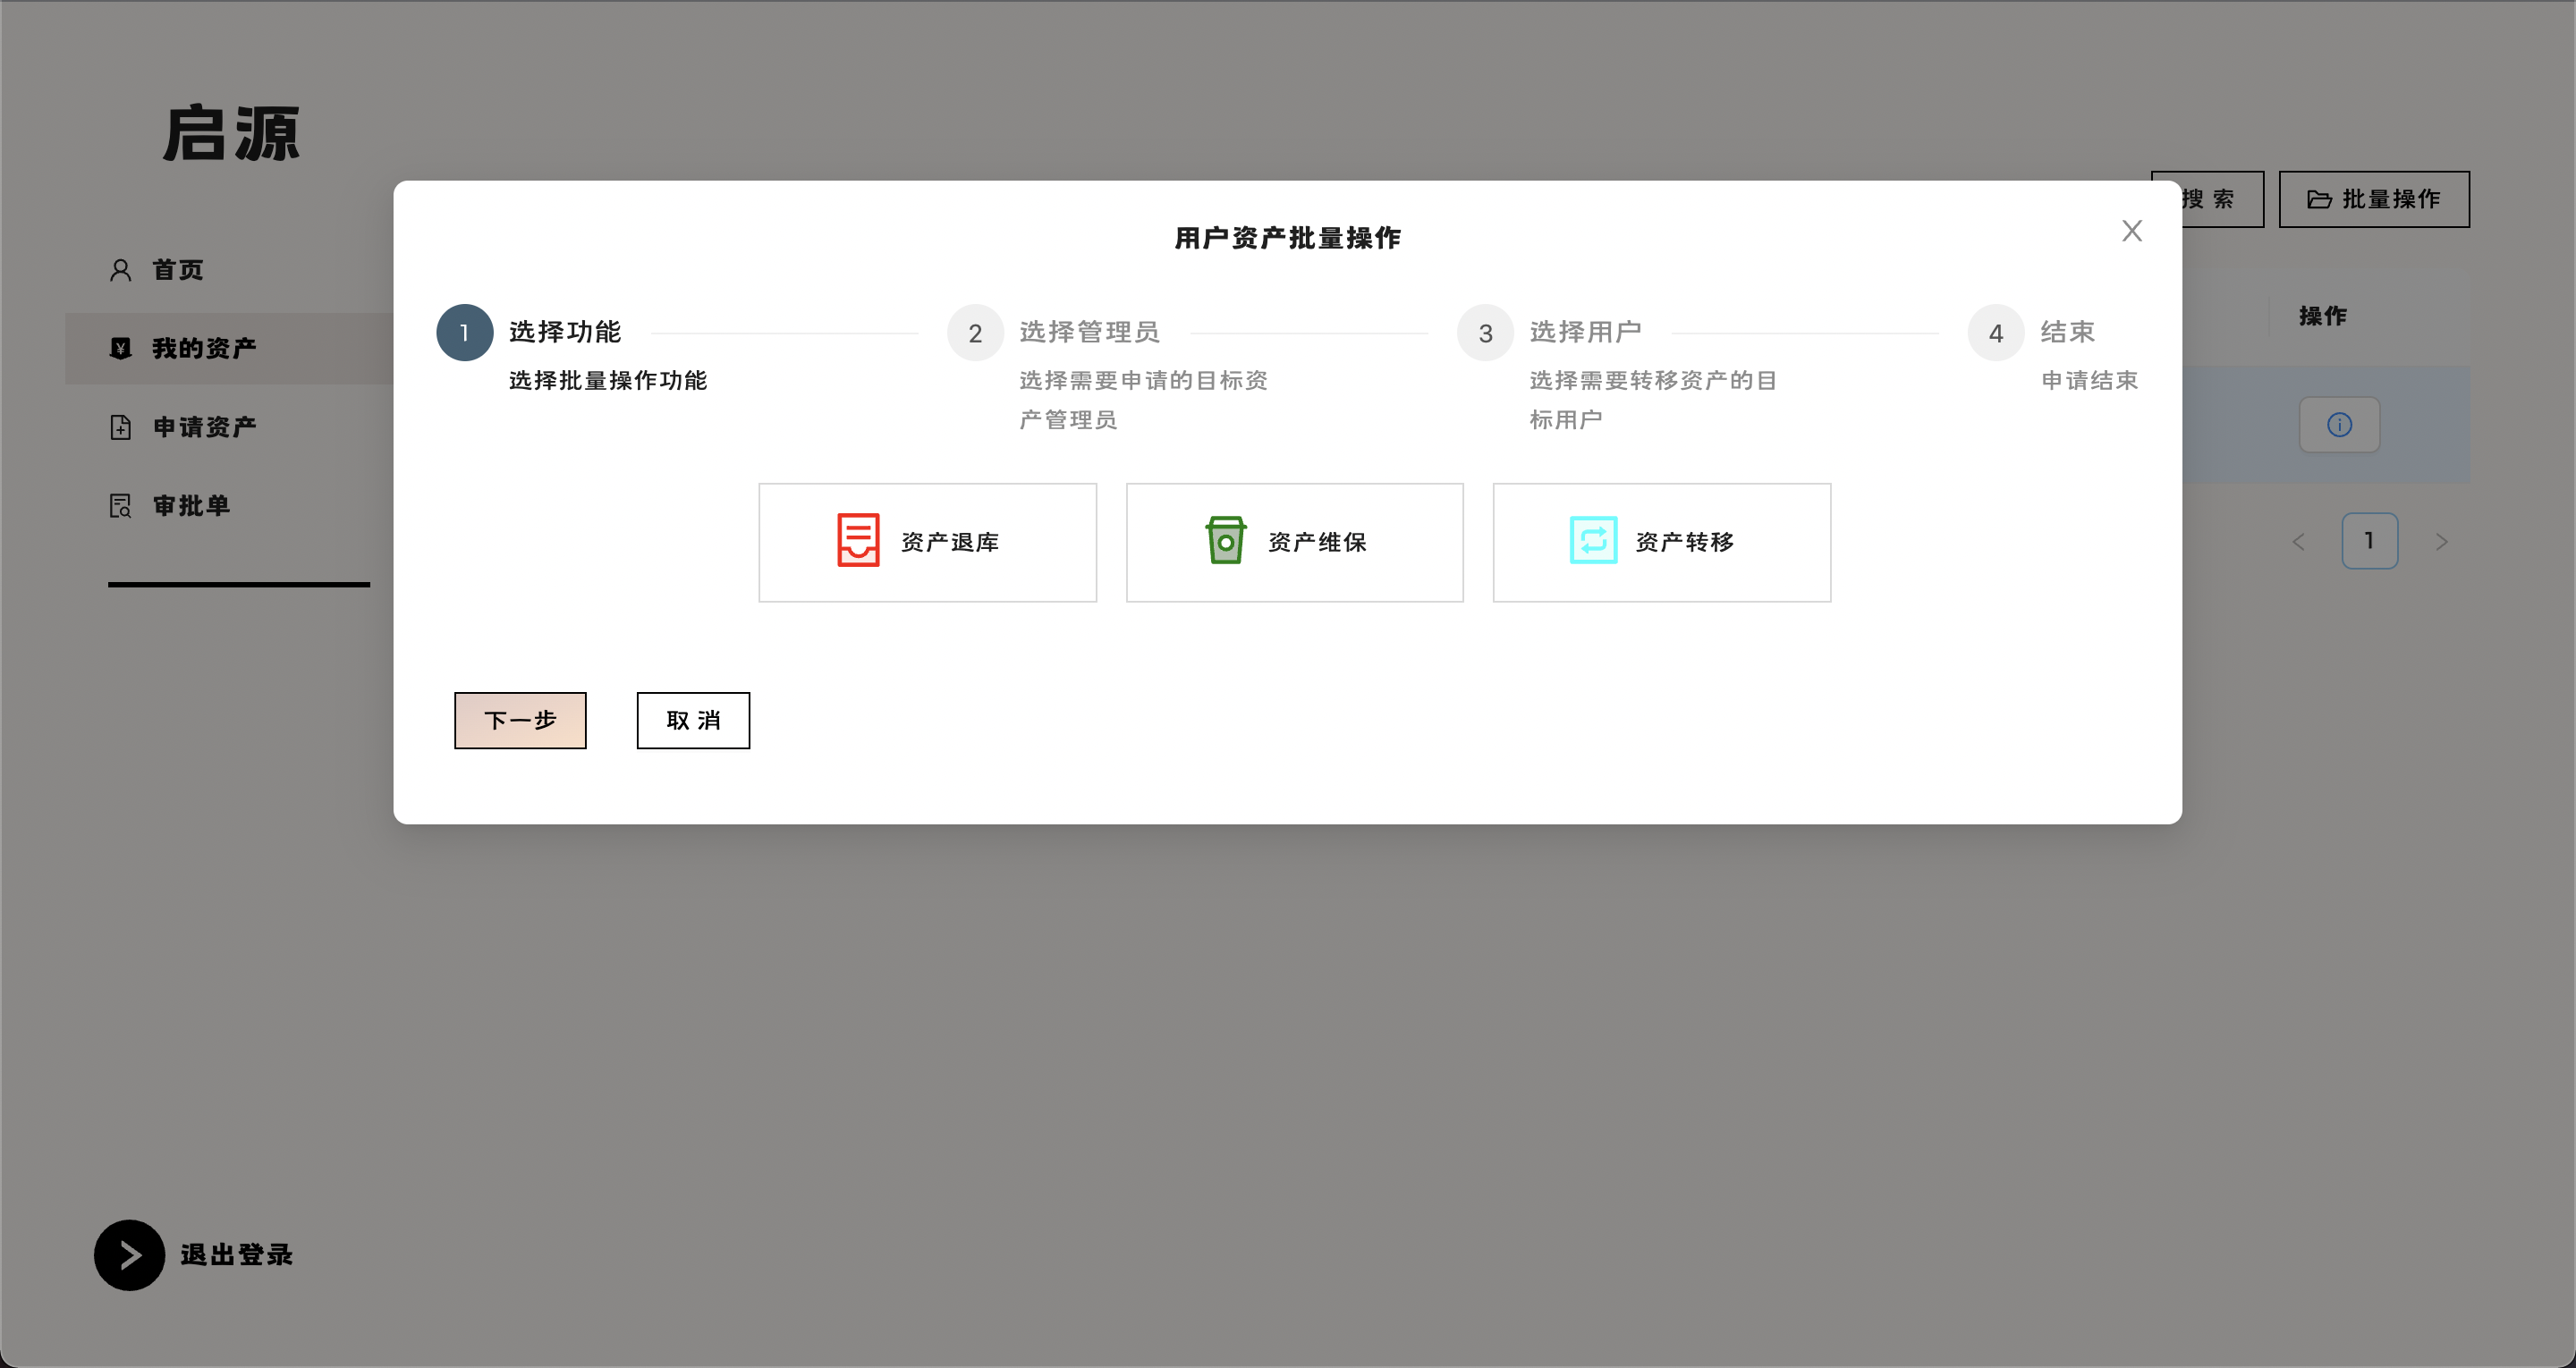 启源
首页
我的资产
申请资产
审批单
退出登录
搜 索
批量操作
操作
1
用户资产批量操作
1 选择功能
选择批量操作功能
2 选择管理员
选择需要申请的目标资
产管理员
3 选择用户
选择需要转移资产的目
标用户
4 结束
申请结束
资产退库
资产维保
资产转移
下一步
取 消